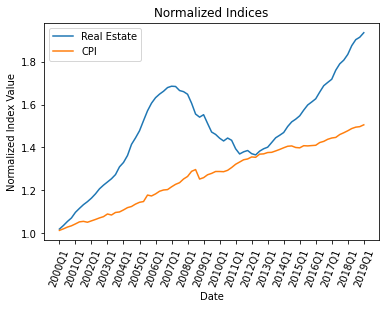 Normalized Indices
Real Estate
CPI
Normalized Index Value
1.8
1.6
1.4
1.2
1.0
2000Q1
2001Q1
2002Q1
2003Q1
2004Q1
2005Q1
2006Q1
2007Q1
2008Q1
2009Q1
2010Q1
2011Q1
2012Q1
2013Q1
2014Q1
2015Q1
2016Q1
2017Q1
2018Q1
2019Q1
Date